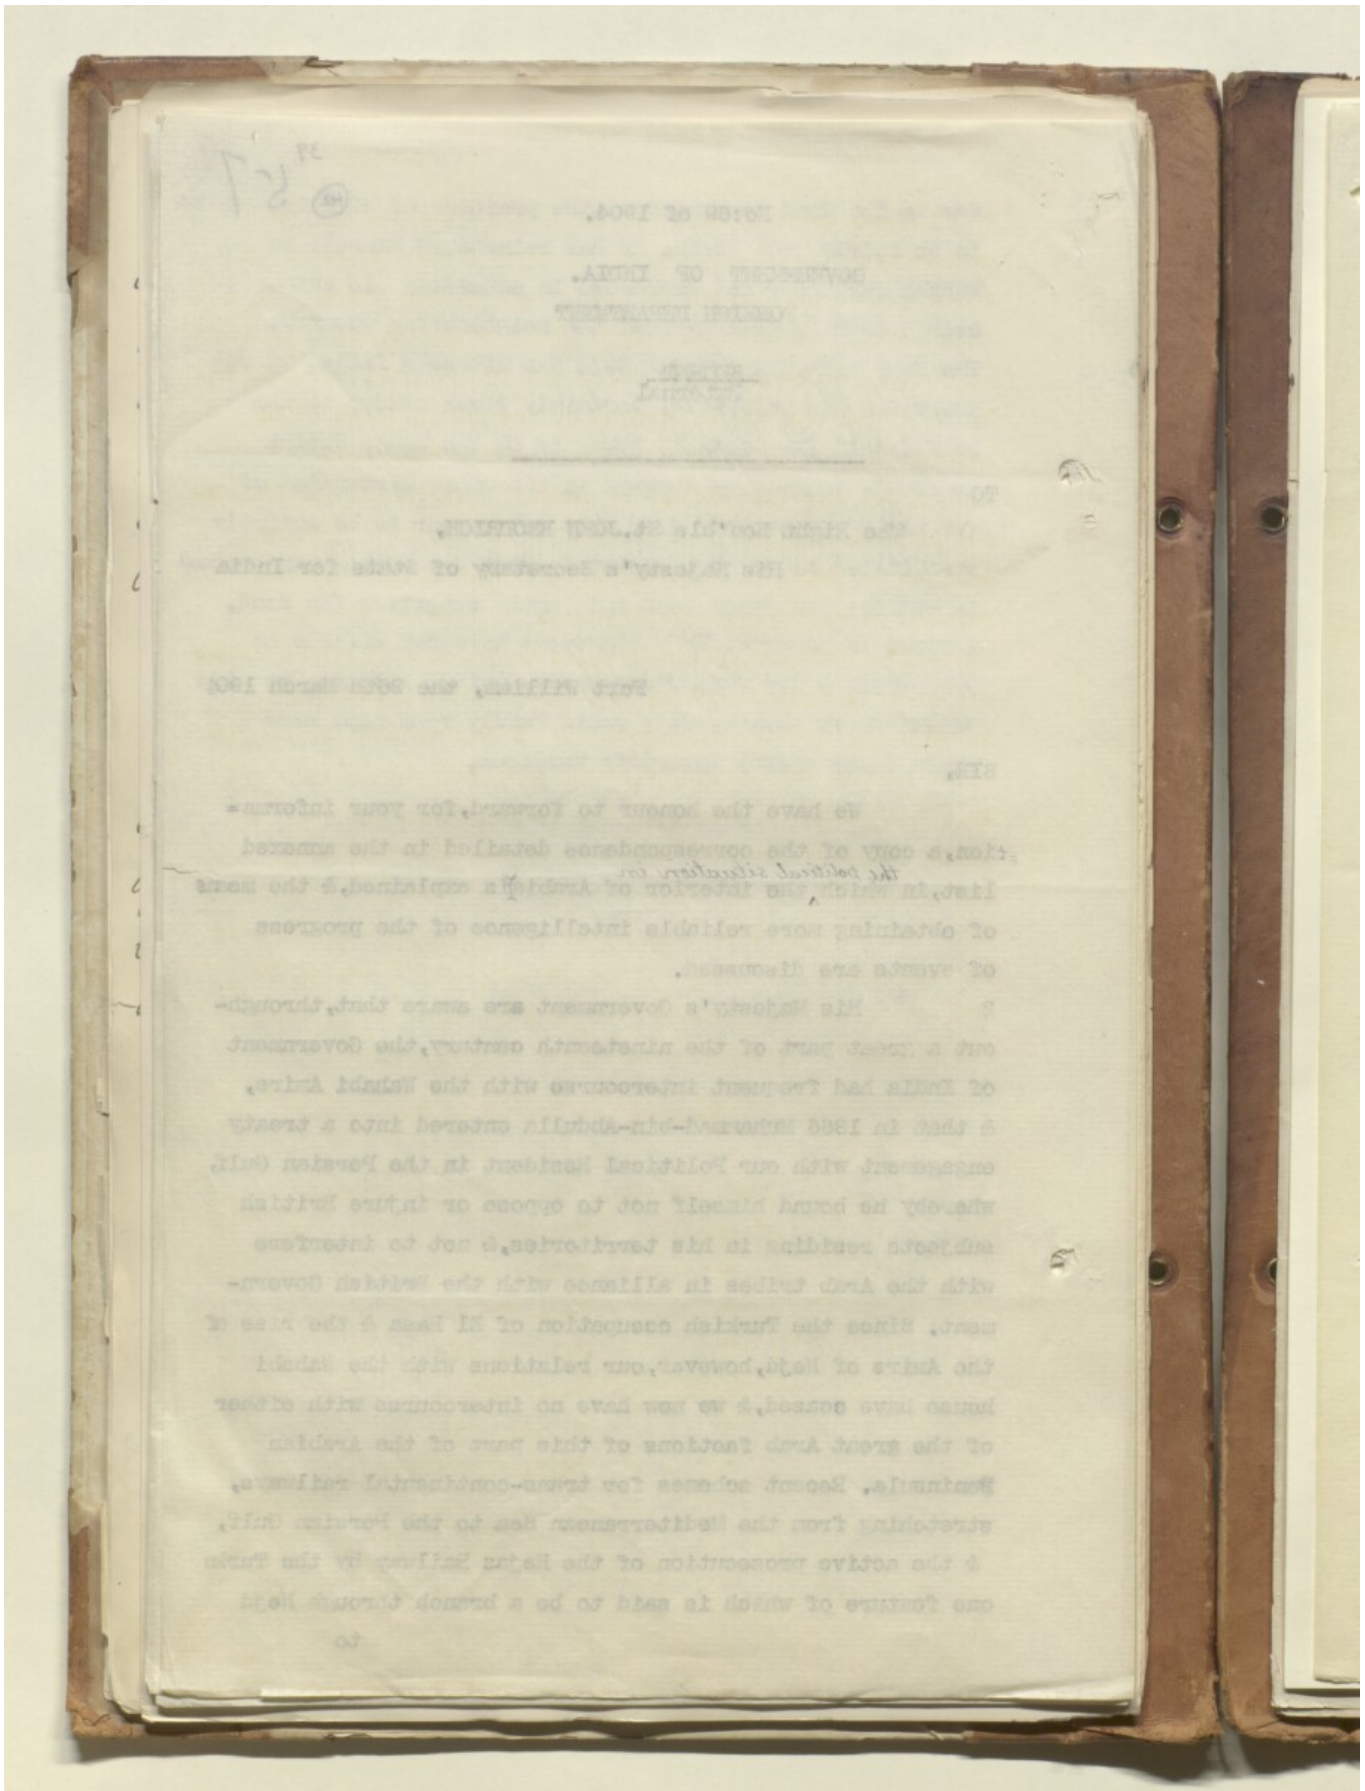 No:89 of 1904.
GOVERNMENT OF INDIA.
FOREIGN DEPARTMENT
External
TO
The Right Hon'ble St.JOHN BRODRICK,
His Majesty's Secretary of State for India
Fort William, the 26th March 1904
SIR,
We have the honour to forward,for your informa=
=tion,a copy of the correspondence detailed in the annexed
the political situation in
list,in which the interior of Arabia is explained,& the means
of obtaining more reliable intelligence of the progress
of events are discussed.
2 His Majesty's Government are aware that,through-
out a great part of the nineteenth century,the Government
of India had frequent intercourse with the Wahabi Amirs,
& that in 1866 Muhammad-bin-Abdulla entered into a treaty
engagement with our Political Resident in the Persian Gulf,
whereby he bound himself not to oppose or injure British
subjects residing in his territories,& not to interfere
with the Arab tribes in alliance with the British Govern-
ment. Since the Turkish occupation of El Hasa & the rise of
the Amirs of Nejd,however,our relations with the Wahabi
house have ceased,& we now have no intercourse with either
of the great Arab factions of this part of the Arabian
Peninsula. Recent schemes for trans-continental railways,
stretching from the Mediterranean Sea to the Persian Gulf,
& the active prosecution of the Hejaz Railway by the Turks
one feature of which is said to be a branch through Nejd
to